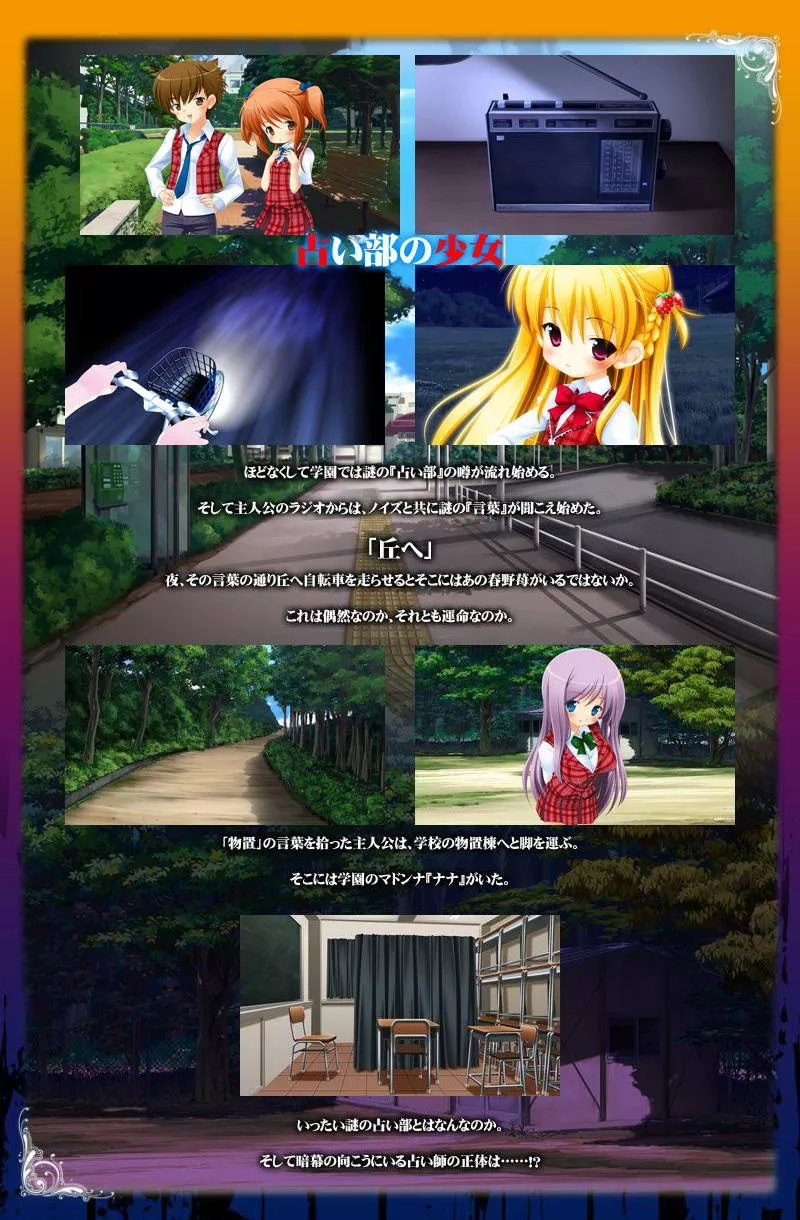 占い部の少女
ほどなくして学園では謎の『占い部』の噂が流れ始める。
そして主人公のラジオからは、ノイズと共に謎の『言葉』が聞こえ始めた。
「丘へ」
夜、その言葉の通り丘へ自転車を走らせるとそこにはあの春野苺がいるではないか。
これは偶然なのか、それとも運命なのか。
「物置」の言葉を拾った主人公は、学校の物置棟へと脚を運ぶ。
そこには学園のマドンナ『ナナ』がいた。
いったい謎の占い部とはなんなのか。
そして暗幕の向こうにいる占い師の正体は……!?